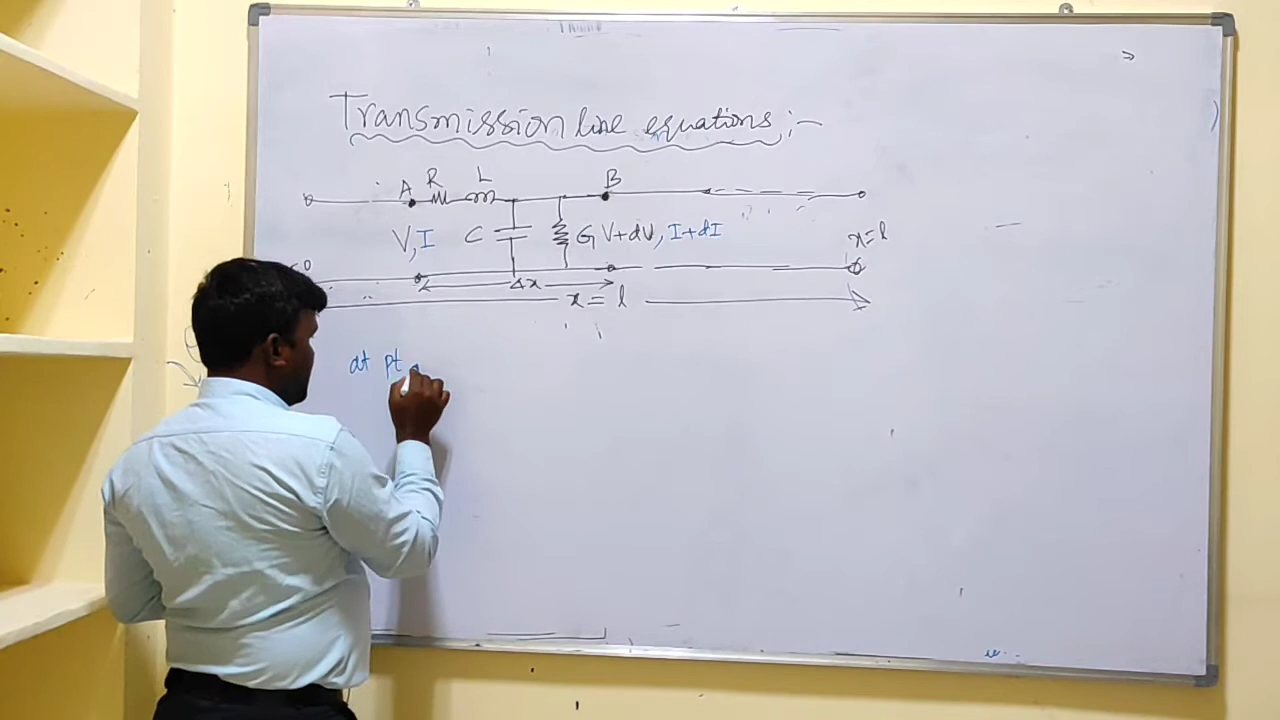 Transmission line equations :-
A R L B
V, I C G V+dV, I+dI x=l
Δx
x = l
at pt